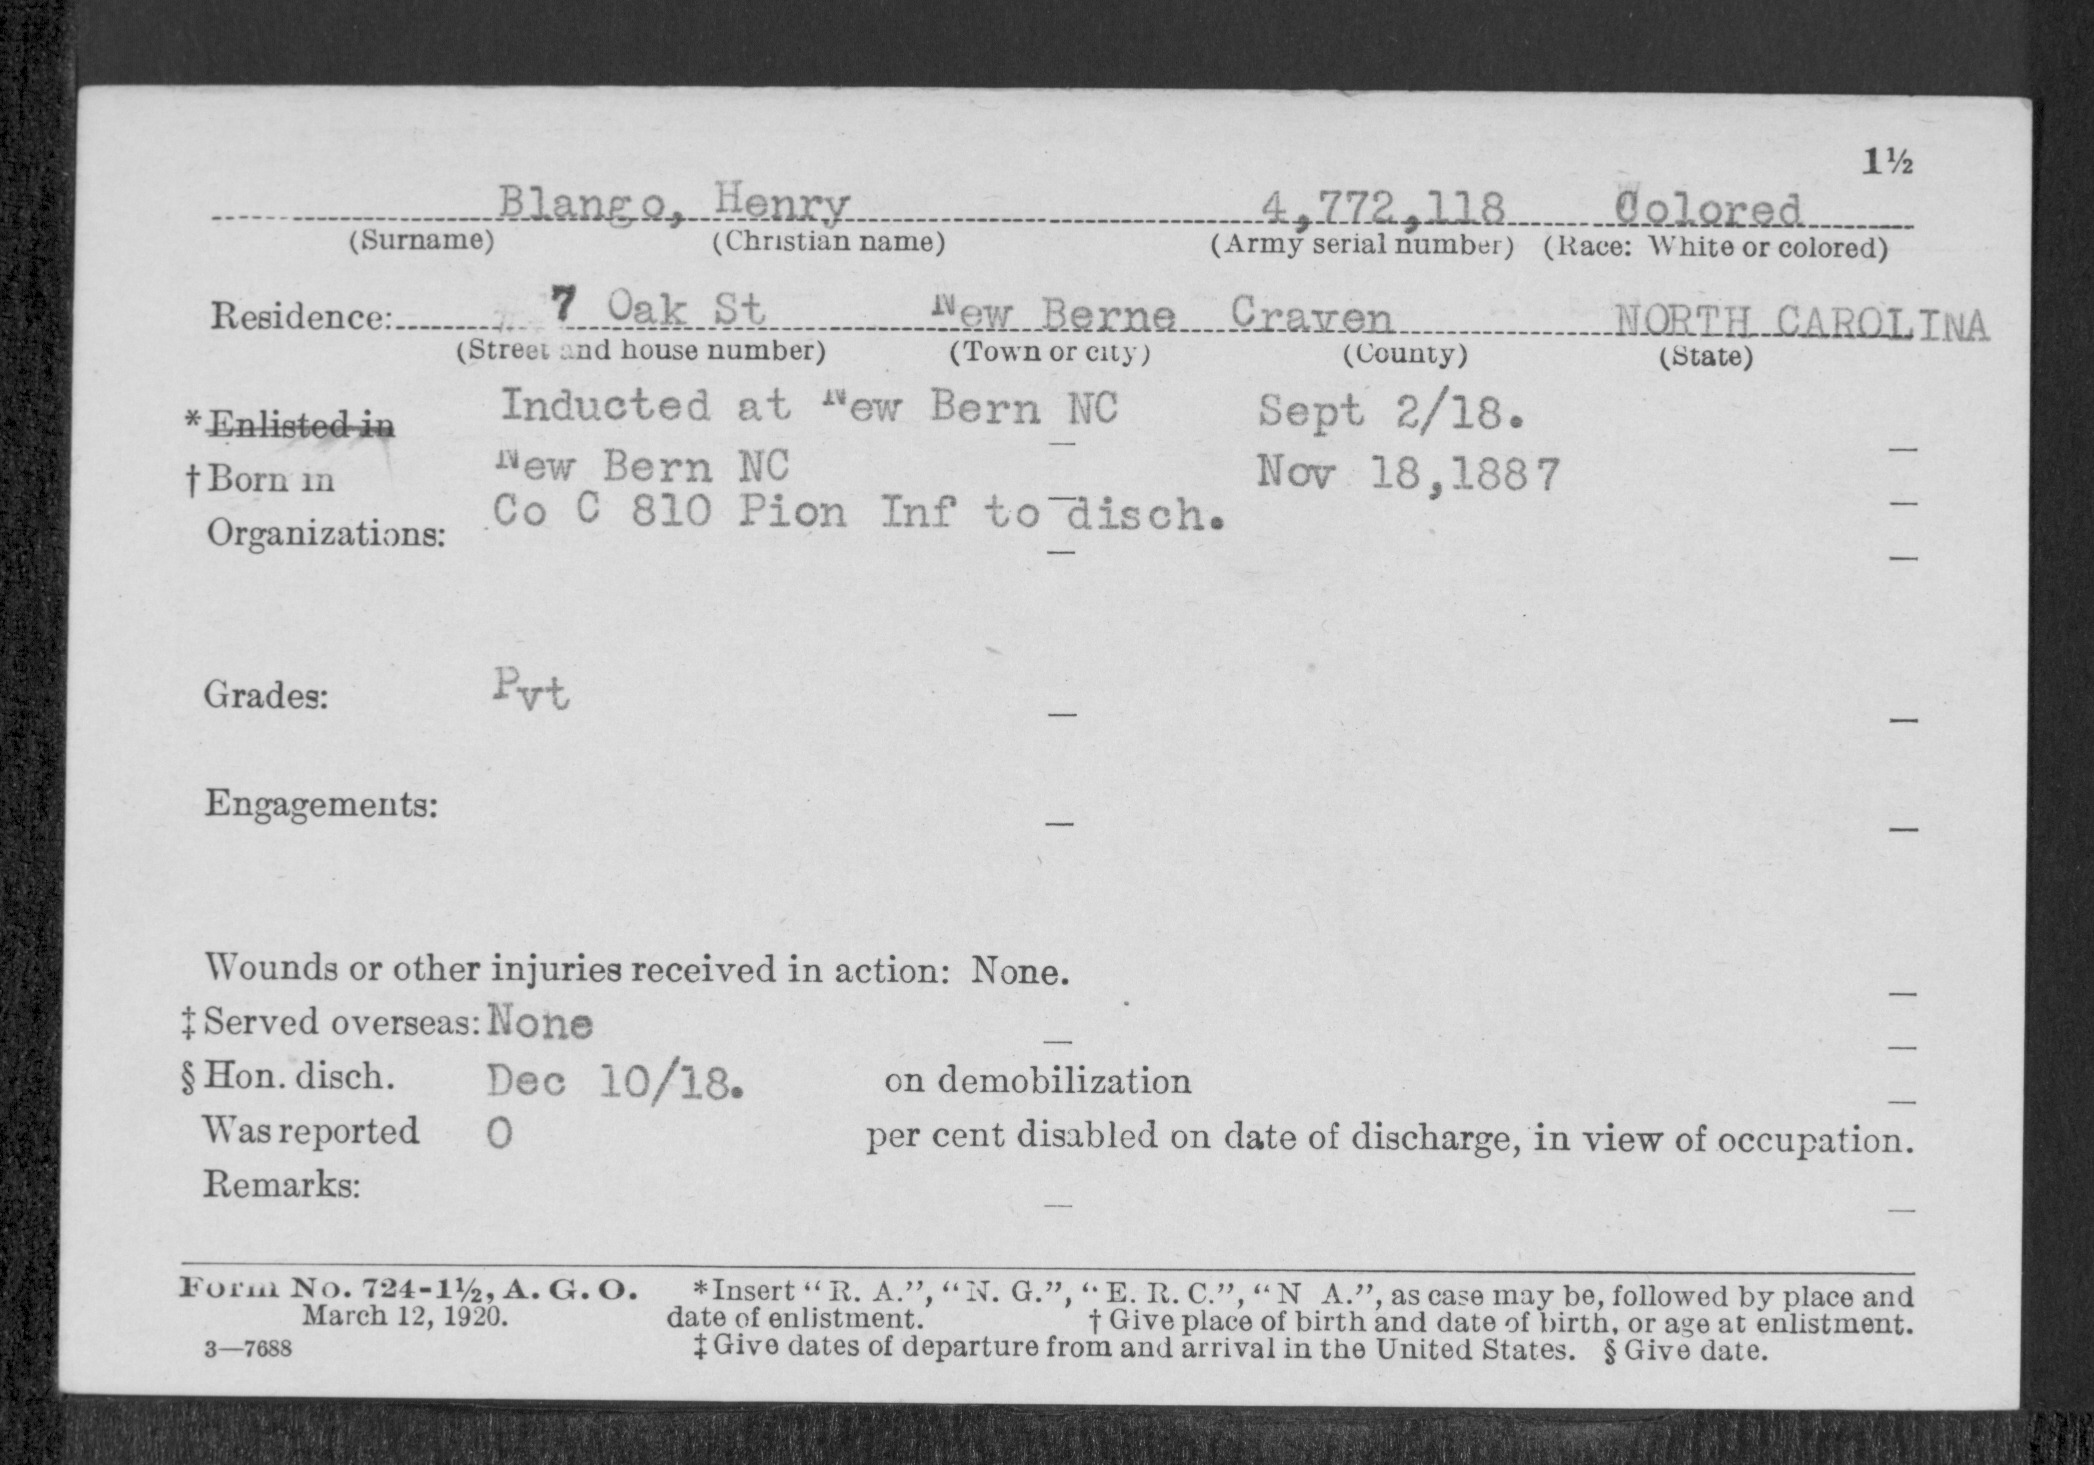 1½
Blango, Henry 4,772,118 Colored
(Surname) (Christian name) (Army serial number) (Race: White or colored)
Residence: 7 Oak St New Berne Craven NORTH CAROLINA
(Street and house number) (Town or city) (County) (State)
*Enlisted in Inducted at New Bern NC Sept 2/18.
†Born in New Bern NC Nov 18,1887
Organizations: Co C 810 Pion Inf to disch.
Grades: Pvt
Engagements:
Wounds or other injuries received in action: None.
‡Served overseas: None
§Hon. disch. Dec 10/18. on demobilization
Was reported 0 per cent disabled on date of discharge, in view of occupation.
Remarks:
Form No. 724-1½, A. G. O. *Insert "R. A.", "N. G.", "E. R. C.", "N A.", as case may be, followed by place and
March 12, 1920. date of enlistment. †Give place of birth and date of birth, or age at enlistment.
3—7688 ‡Give dates of departure from and arrival in the United States. §Give date.